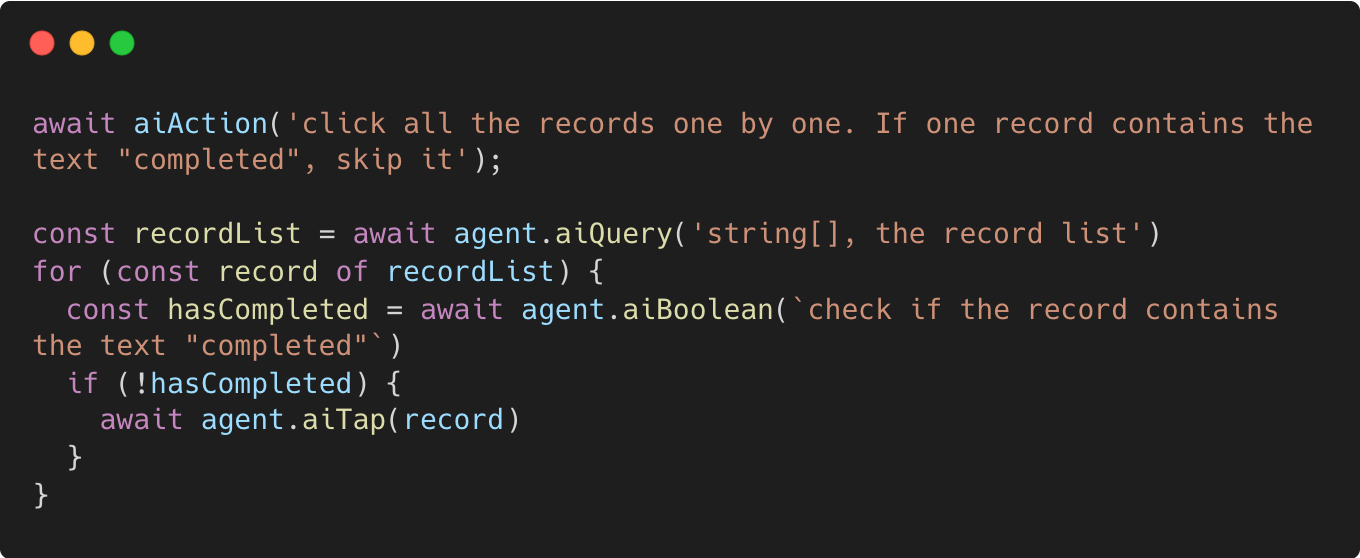 await aiAction('click all the records one by one. If one record contains the
text "completed", skip it');
const recordList = await agent.aiQuery('string[], the record list')
for (const record of recordList) {
  const hasCompleted = await agent.aiBoolean(`check if the record contains
the text "completed"`)
  if (!hasCompleted) {
    await agent.aiTap(record)
  }
}